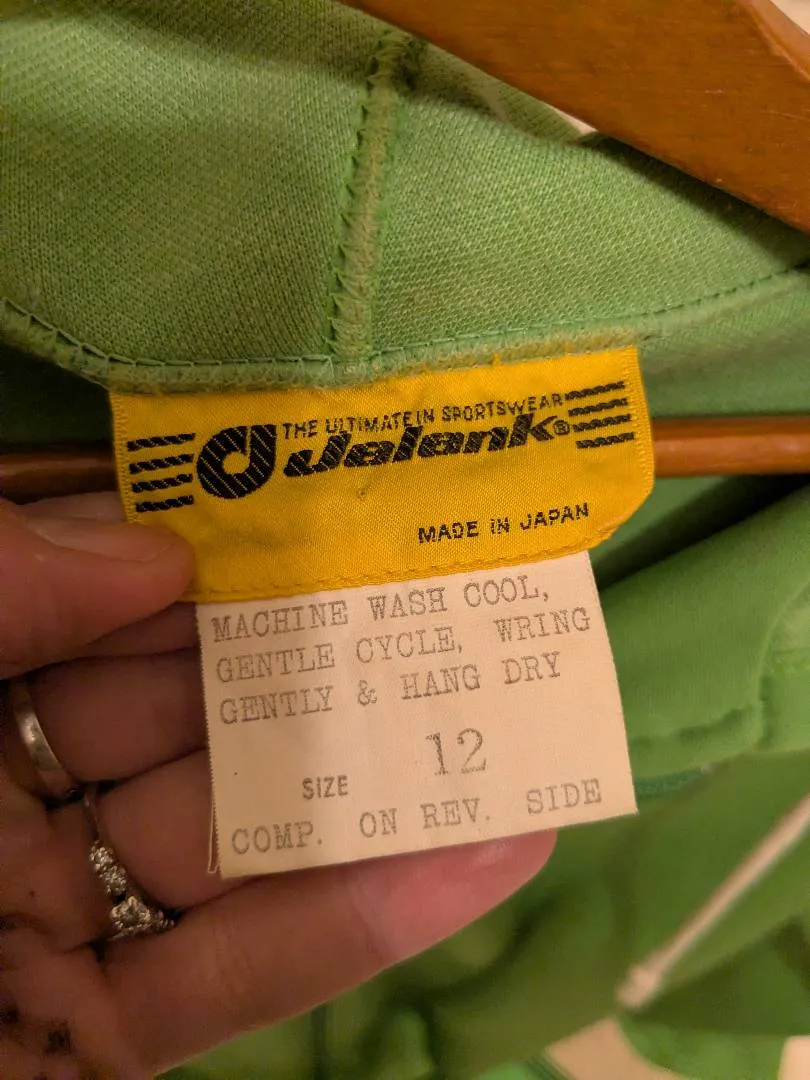 THE ULTIMATE IN SPORTSWEAR
Jalank®
MADE IN JAPAN
MACHINE WASH COOL,
GENTLE CYCLE, WRING
GENTLY & HANG DRY
SIZE 12
COMP. ON REV. SIDE